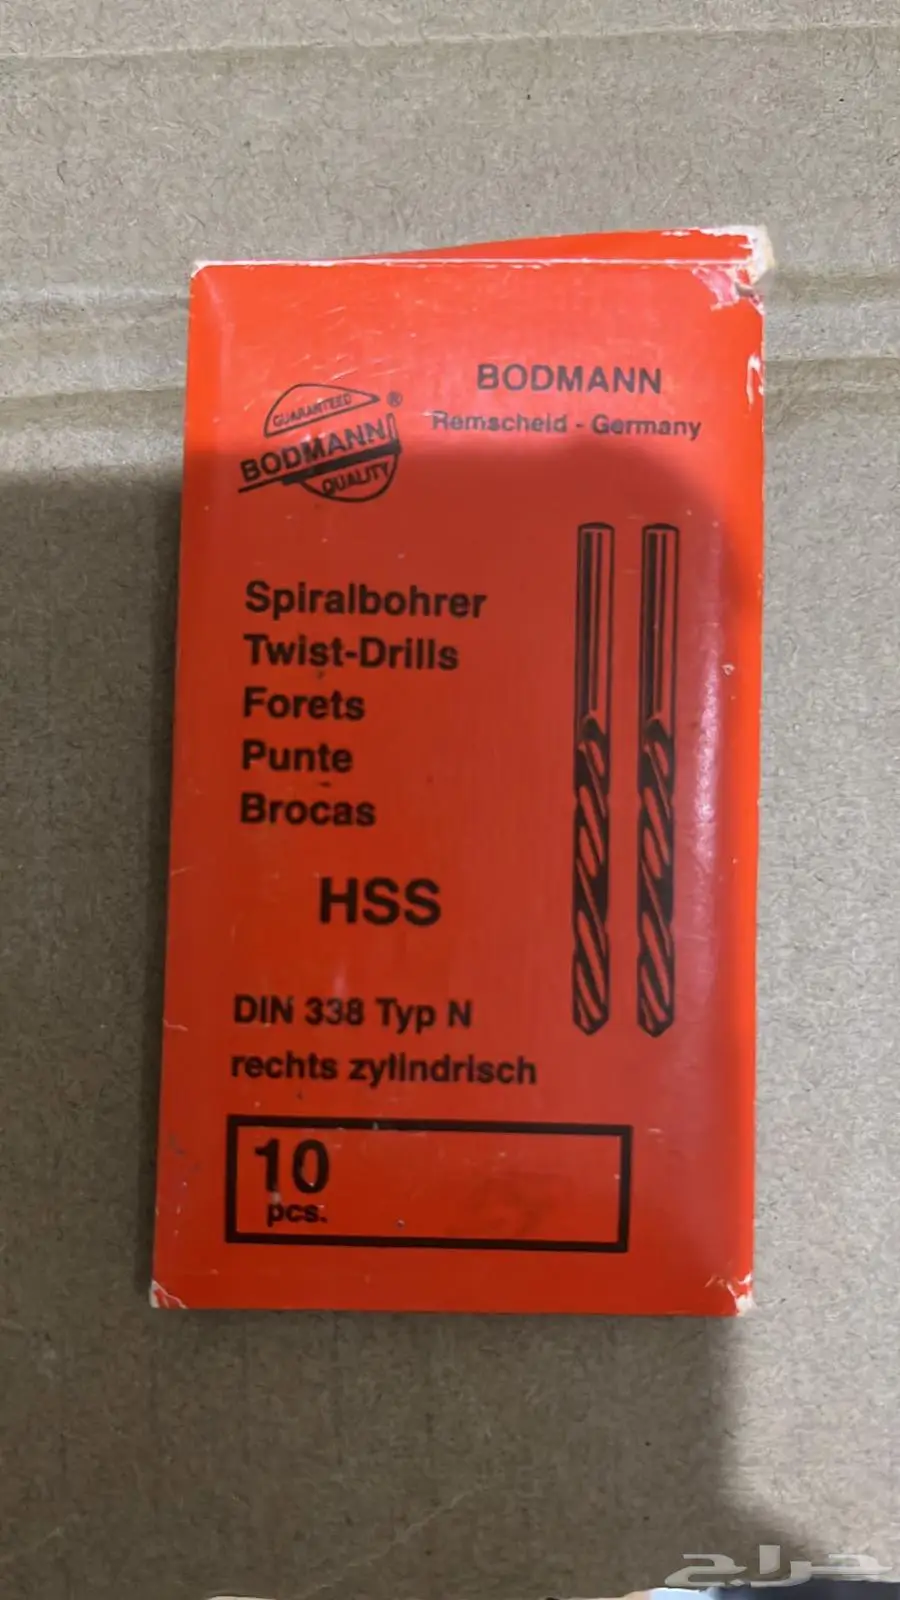 BODMANN
Remscheid - Germany
GUARANTEED
BODMANN
QUALITY
®
Spiralbohrer
Twist-Drills
Forets
Punte
Brocas
HSS
DIN 338 Typ N
rechts zylindrisch
10
pcs.
حراج